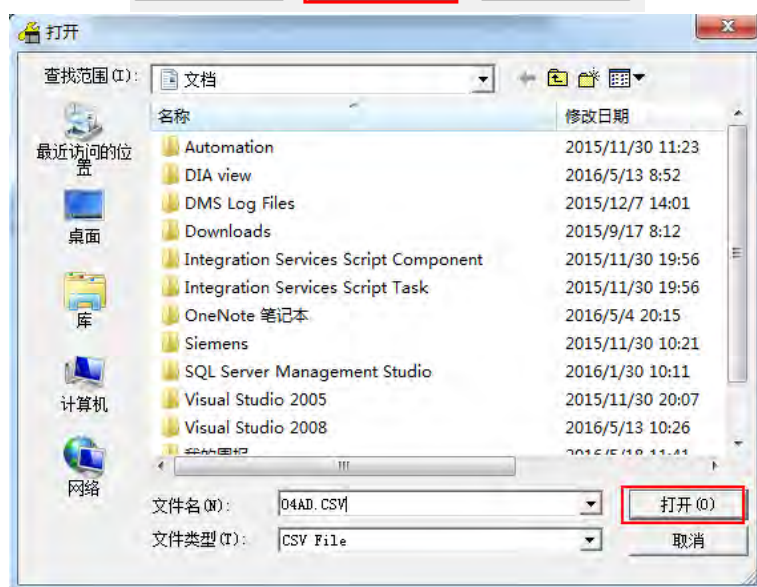 打开
查找范围(I):
文档
名称
修改日期
Automation 2015/11/30 11:23
DIA view 2016/5/13 8:52
DMS Log Files 2015/12/7 14:01
Downloads 2015/9/17 8:12
Integration Services Script Component 2015/11/30 19:56
Integration Services Script Task 2015/11/30 19:56
OneNote 笔记本 2016/5/4 20:15
Siemens 2015/11/30 10:21
SQL Server Management Studio 2016/1/30 10:11
Visual Studio 2005 2015/11/30 20:07
Visual Studio 2008 2016/5/13 10:26
最近访问的位
置
桌面
库
计算机
网络
文件名(N): 04AD.CSV 打开(O)
文件类型(T): CSV File 取消